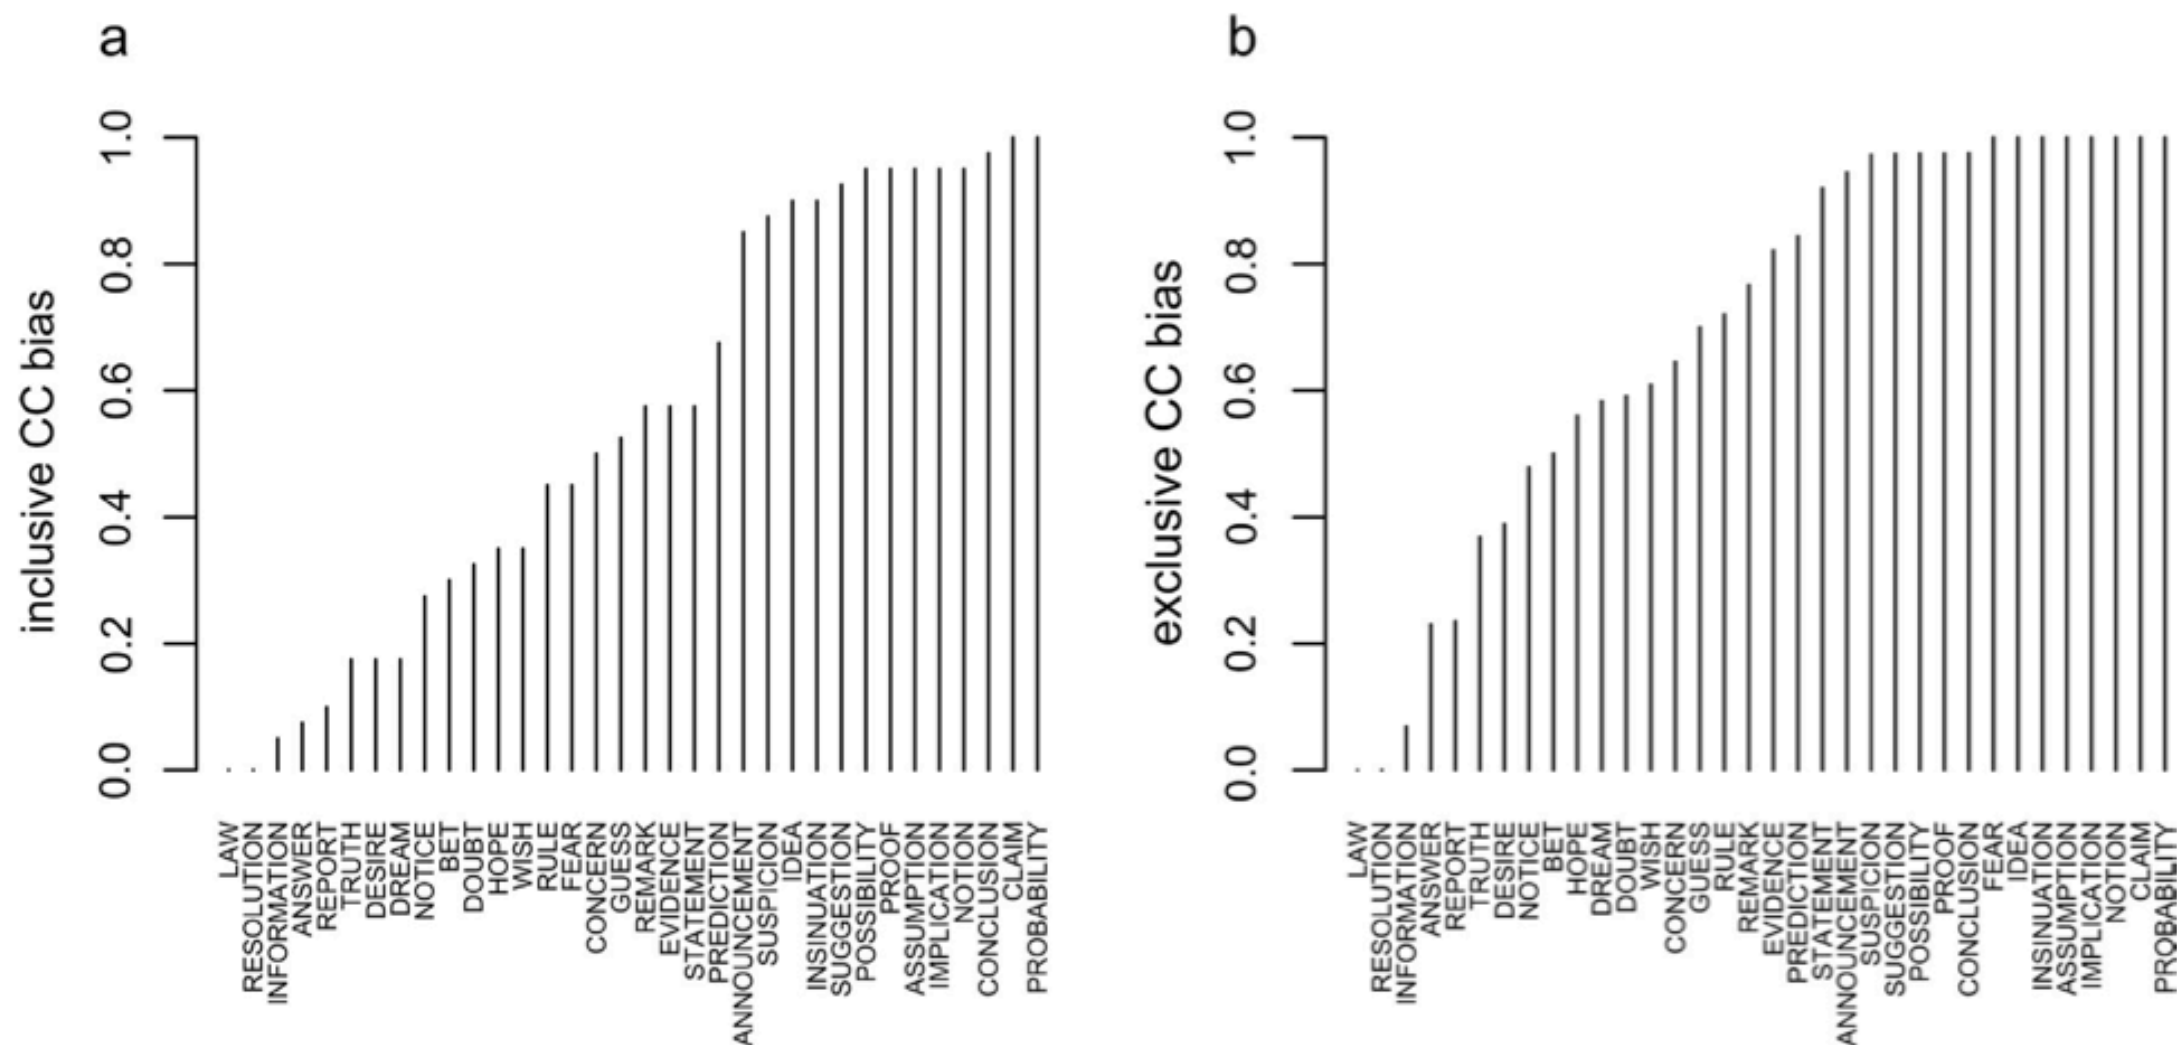 a
inclusive CC bias
1.0
0.8
0.6
0.4
0.2
0.0
LAW
RESOLUTION
INFORMATION
ANSWER
REPORT
TRUTH
DESIRE
DREAM
NOTICE
BET
DOUBT
HOPE
WISH
RULE
FEAR
CONCERN
GUESS
REMARK
EVIDENCE
STATEMENT
PREDICTION
ANNOUNCEMENT
SUSPICION
IDEA
INSINUATION
SUGGESTION
POSSIBILITY
PROOF
ASSUMPTION
IMPLICATION
NOTION
CONCLUSION
CLAIM
PROBABILITY
b
exclusive CC bias
1.0
0.8
0.6
0.4
0.2
0.0
LAW
RESOLUTION
INFORMATION
ANSWER
REPORT
TRUTH
DESIRE
NOTICE
BET
HOPE
DREAM
DOUBT
WISH
CONCERN
GUESS
RULE
REMARK
EVIDENCE
PREDICTION
STATEMENT
ANNOUNCEMENT
SUSPICION
SUGGESTION
POSSIBILITY
PROOF
CONCLUSION
FEAR
IDEA
INSINUATION
ASSUMPTION
IMPLICATION
NOTION
CLAIM
PROBABILITY